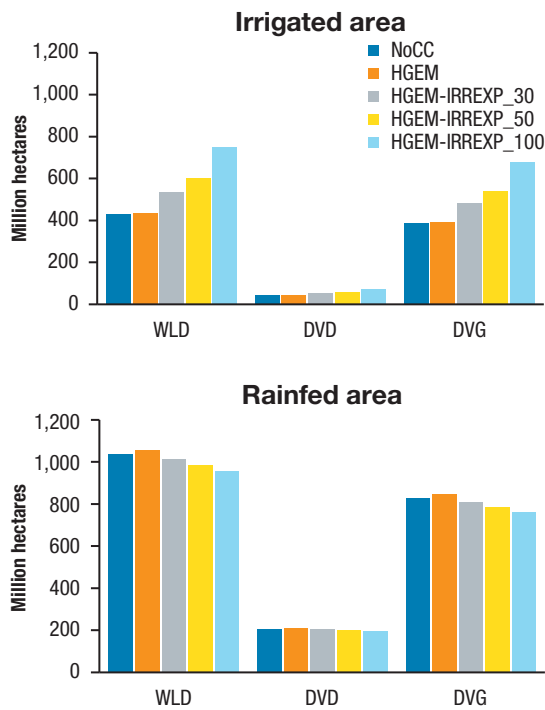 Irrigated area
1,200
1,000
800
600
400
200
0
Million hectares
NoCC
HGEM
HGEM-IRREXP_30
HGEM-IRREXP_50
HGEM-IRREXP_100
WLD DVD DVG
Rainfed area
1,200
1,000
800
600
400
200
0
Million hectares
WLD DVD DVG